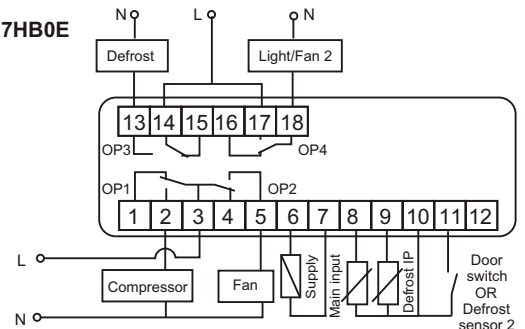 7HB0E
N L N
Defrost Light/Fan 2
13 14 15 16 17 18
OP3 OP4
OP1 OP2
1 2 3 4 5 6 7 8 9 10 11 12
L
Compressor Fan
Supply
Main input
Defrost IP
Door
switch
OR
Defrost
sensor 2
N